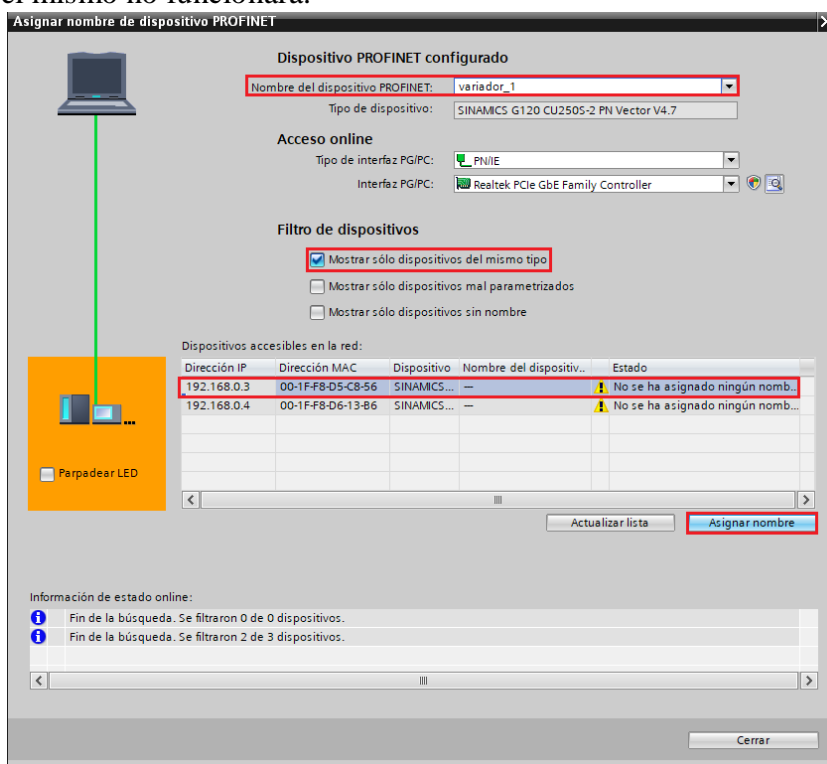 el mismo no funcionará.
Asignar nombre de dispositivo PROFINET
Dispositivo PROFINET configurado
Nombre del dispositivo PROFINET: variador_1
Tipo de dispositivo: SINAMICS G120 CU250S-2 PN Vector V4.7
Acceso online
Tipo de interfaz PG/PC: PN/IE
Interfaz PG/PC: Realtek PCIe GbE Family Controller
Filtro de dispositivos
Mostrar sólo dispositivos del mismo tipo
Mostrar sólo dispositivos mal parametrizados
Mostrar sólo dispositivos sin nombre
Dispositivos accesibles en la red:
Dirección IP Dirección MAC Dispositivo Nombre del dispositiv.. Estado
192.168.0.3 00-1F-F8-D5-C8-56 SINAMICS... — No se ha asignado ningún nomb...
192.168.0.4 00-1F-F8-D6-13-B6 SINAMICS... — No se ha asignado ningún nomb...
Parpadear LED
Actualizar lista Asignar nombre
Información de estado online:
Fin de la búsqueda. Se filtraron 0 de 0 dispositivos.
Fin de la búsqueda. Se filtraron 2 de 3 dispositivos.
Cerrar